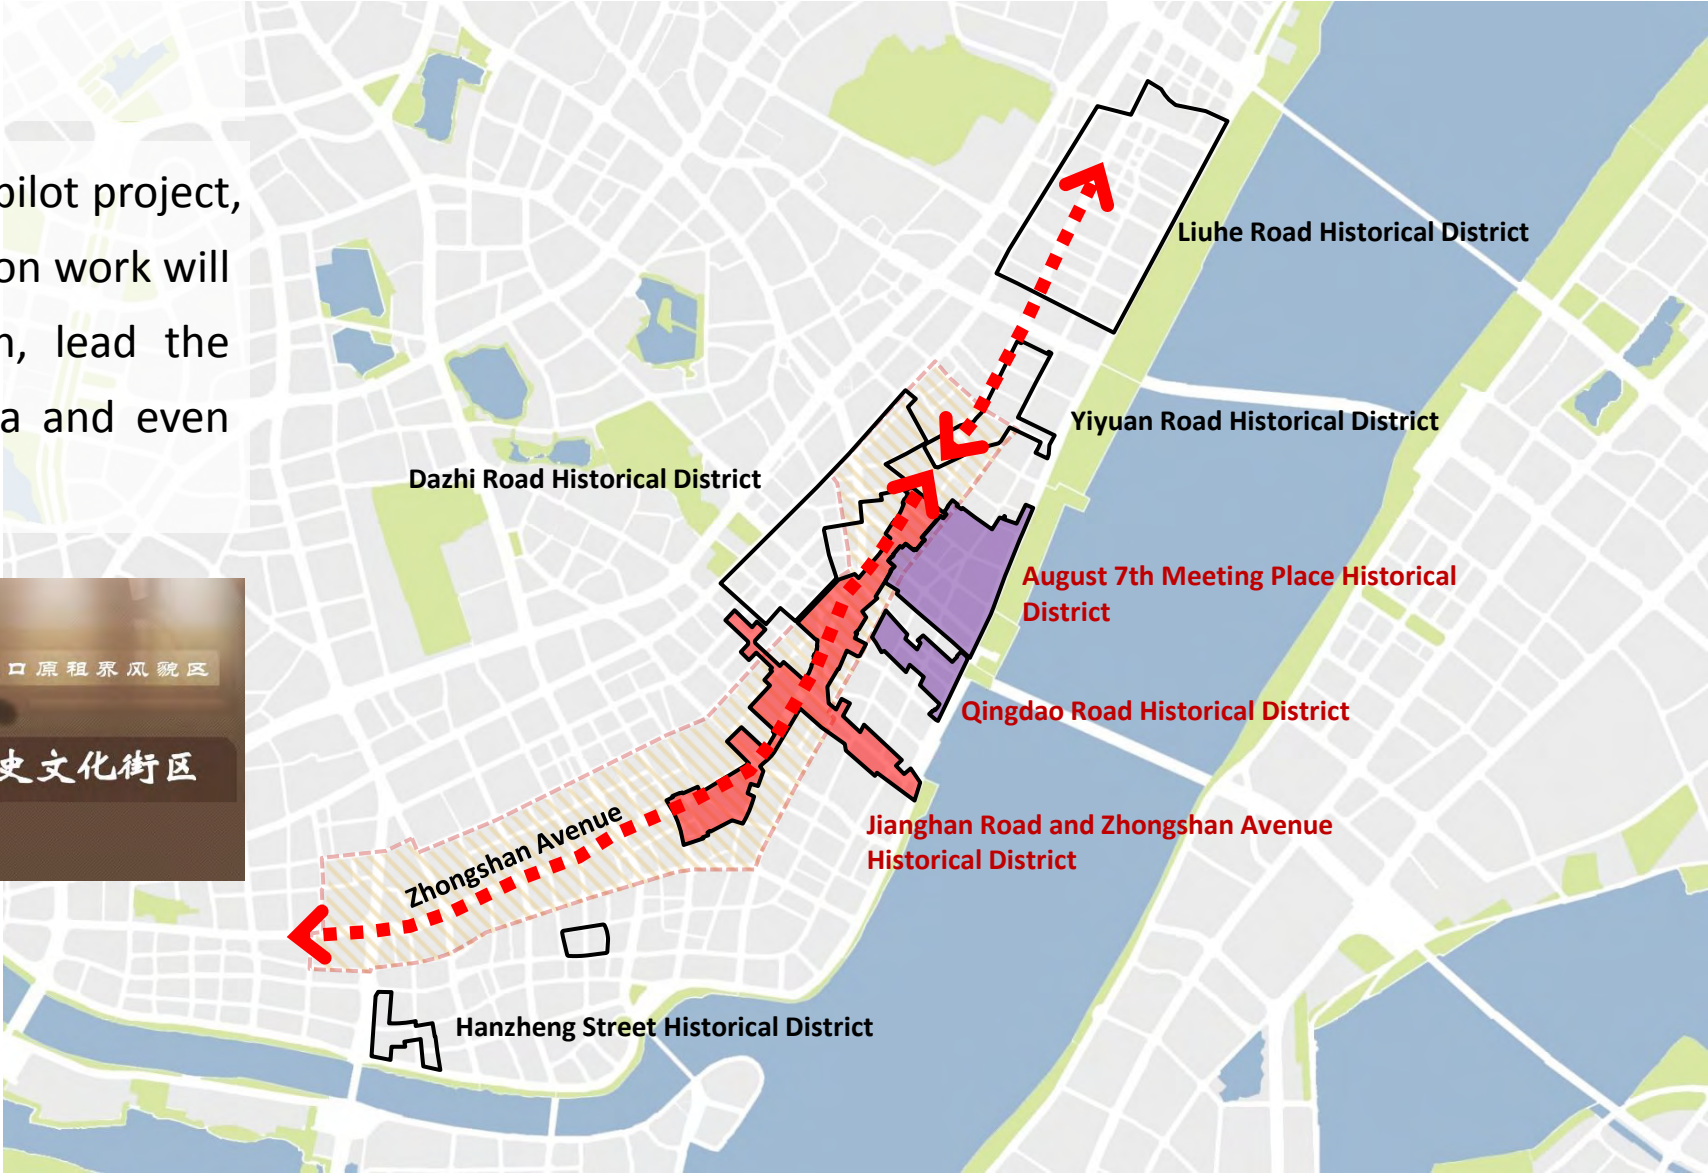 pilot project,
on work will
lead the
a and even
口原租界风貌区
史文化街区
Liuhe Road Historical District
Yiyuan Road Historical District
Dazhi Road Historical District
August 7th Meeting Place Historical
District
Qingdao Road Historical District
Jianghan Road and Zhongshan Avenue
Historical District
Zhongshan Avenue
Hanzheng Street Historical District